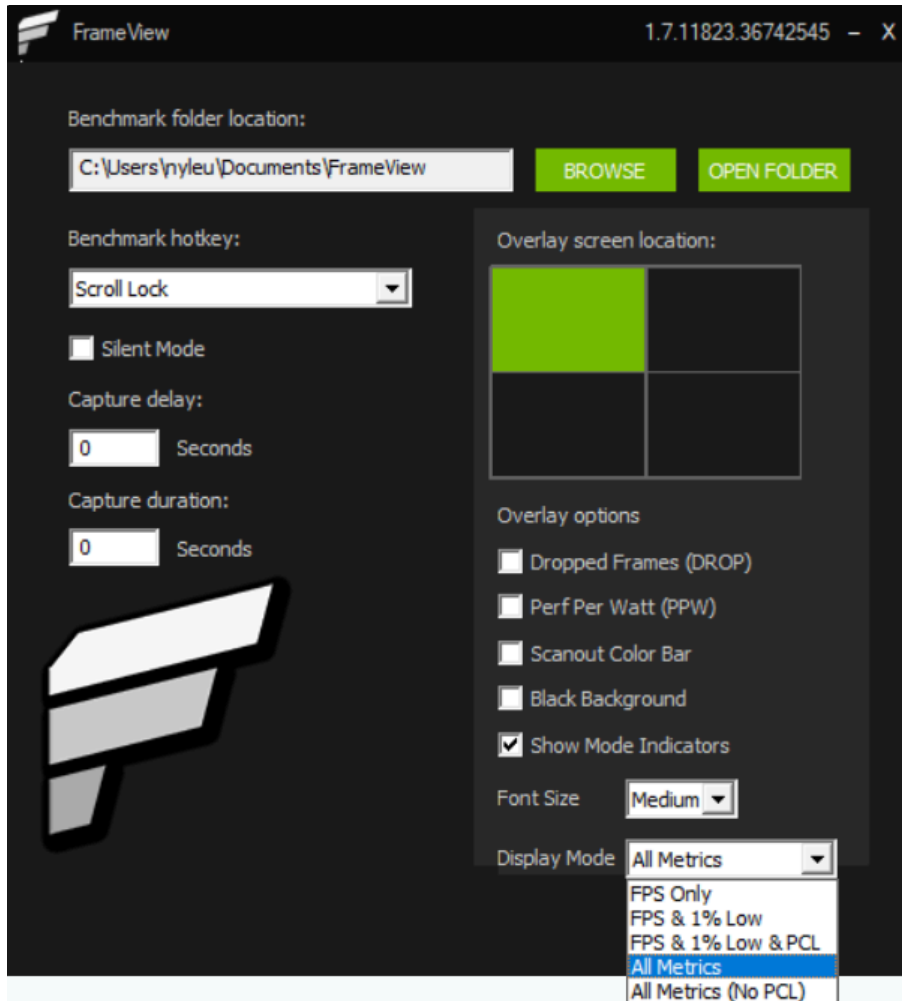 FrameView 1.7.11823.36742545 – X
Benchmark folder location:
C:\Users\nyleu\Documents\FrameView BROWSE OPEN FOLDER
Benchmark hotkey:
Scroll Lock
Silent Mode
Capture delay:
0 Seconds
Capture duration:
0 Seconds
Overlay screen location:
Overlay options
Dropped Frames (DROP)
Perf Per Watt (PPW)
Scanout Color Bar
Black Background
Show Mode Indicators
Font Size Medium
Display Mode All Metrics
FPS Only
FPS & 1% Low
FPS & 1% Low & PCL
All Metrics
All Metrics (No PCL)